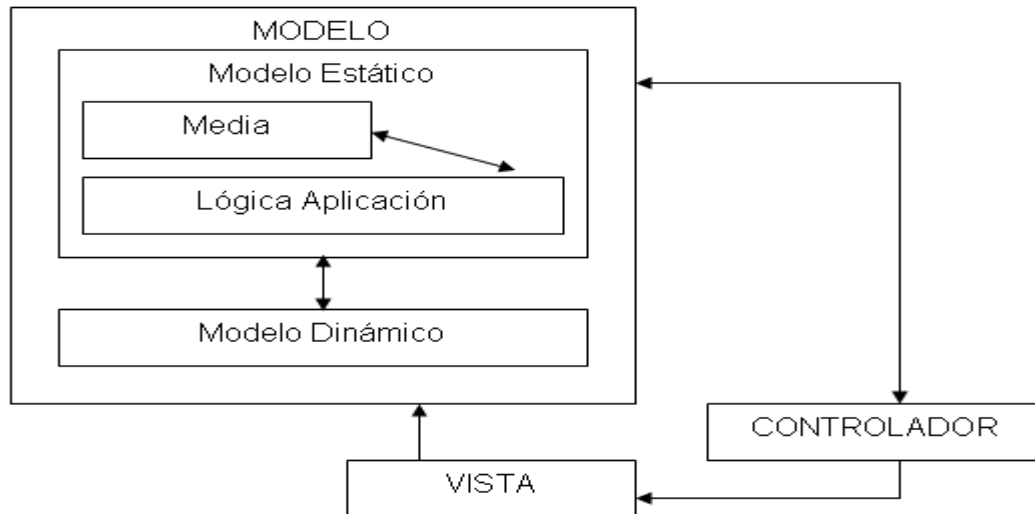 MODELO
Modelo Estático
Media
Lógica Aplicación
Modelo Dinámico
CONTROLADOR
VISTA